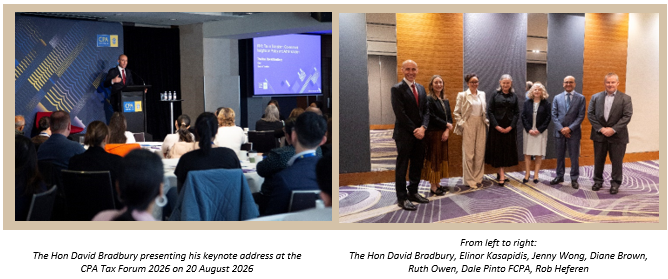 CPA
The Hon David Bradbury presenting his keynote address at the
CPA Tax Forum 2026 on 20 August 2026
From left to right:
The Hon David Bradbury, Elinor Kasapidis, Jenny Wong, Diane Brown,
Ruth Owen, Dale Pinto FCPA, Rob Heferen